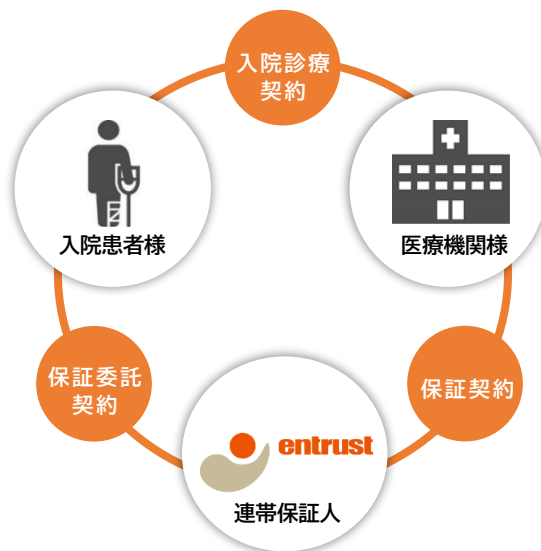 入院診療
契約
入院患者様
医療機関様
保証委託
契約
保証契約
entrust
連帯保証人